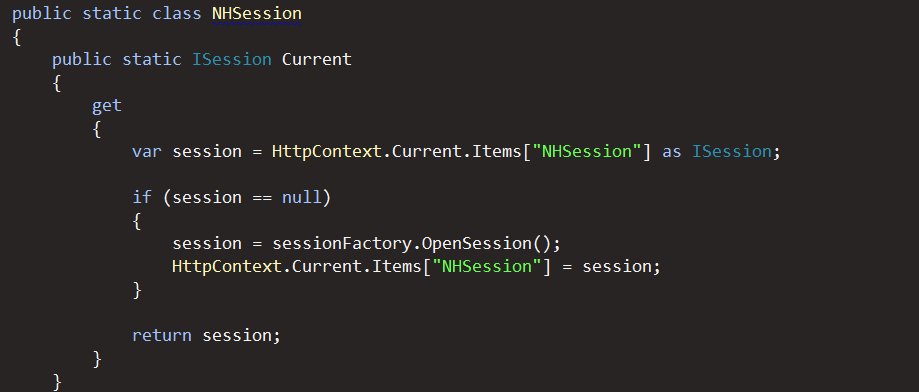 public static class NHSession
{
    public static ISession Current
    {
        get
        {
            var session = HttpContext.Current.Items["NHSession"] as ISession;

            if (session == null)
            {
                session = sessionFactory.OpenSession();
                HttpContext.Current.Items["NHSession"] = session;
            }

            return session;
        }
    }